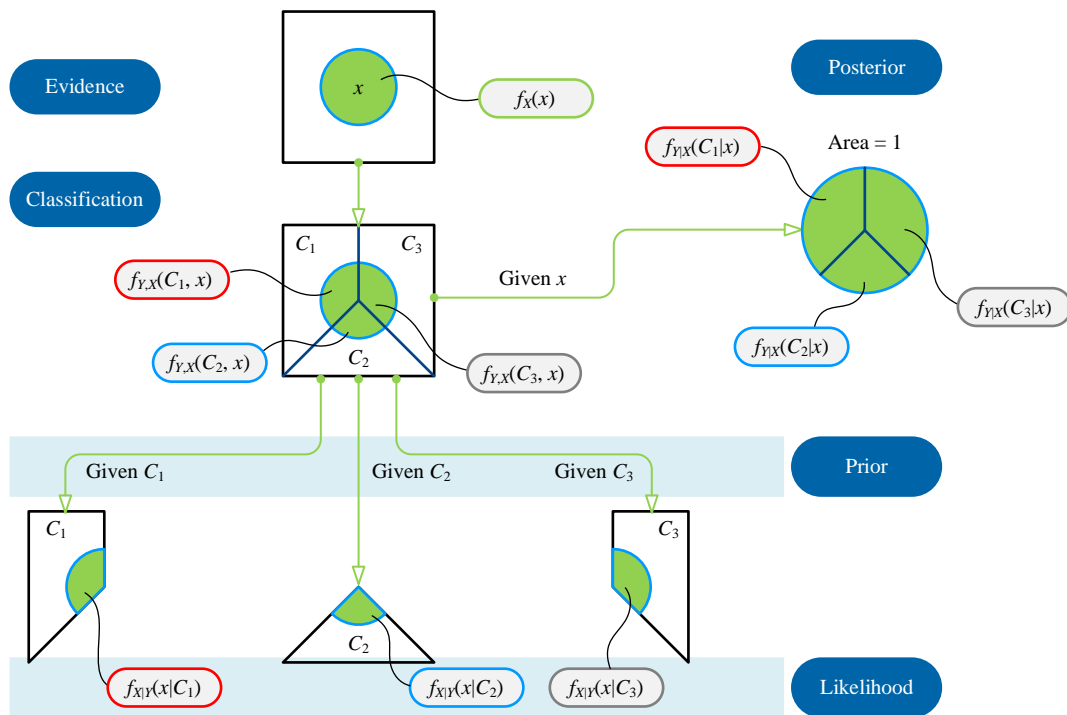 Evidence
x
f_X(x)
Posterior
Area = 1
f_{Y|X}(C_1|x)
Classification
C_1
C_3
f_{Y,X}(C_1, x)
Given x
f_{Y|X}(C_3|x)
f_{Y|X}(C_2|x)
f_{Y,X}(C_2, x)
C_2
f_{Y,X}(C_3, x)
Given C_1
Given C_2
Given C_3
Prior
C_1
C_3
C_2
f_{X|Y}(x|C_1)
f_{X|Y}(x|C_2)
f_{X|Y}(x|C_3)
Likelihood